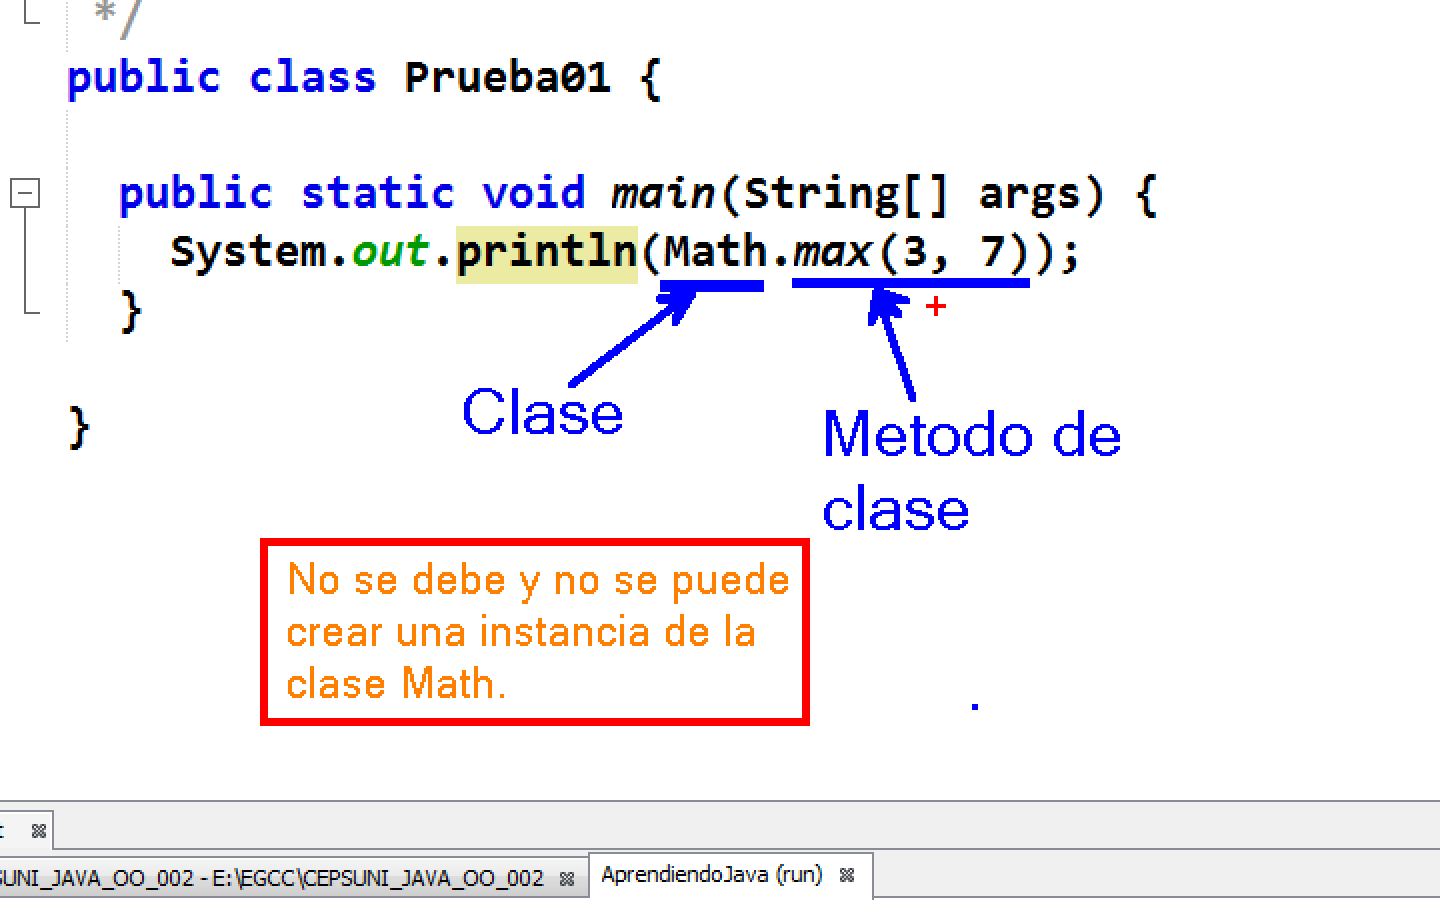 */
public class Prueba01 {
public static void main(String[] args) {
System.out.println(Math.max(3, 7));
}
Clase
Metodo de
clase
}
No se debe y no se puede
crear una instancia de la
clase Math.
SUNI_JAVA_OO_002 - E:\EGCC\CEPSUNI_JAVA_OO_002
AprendiendoJava (run)